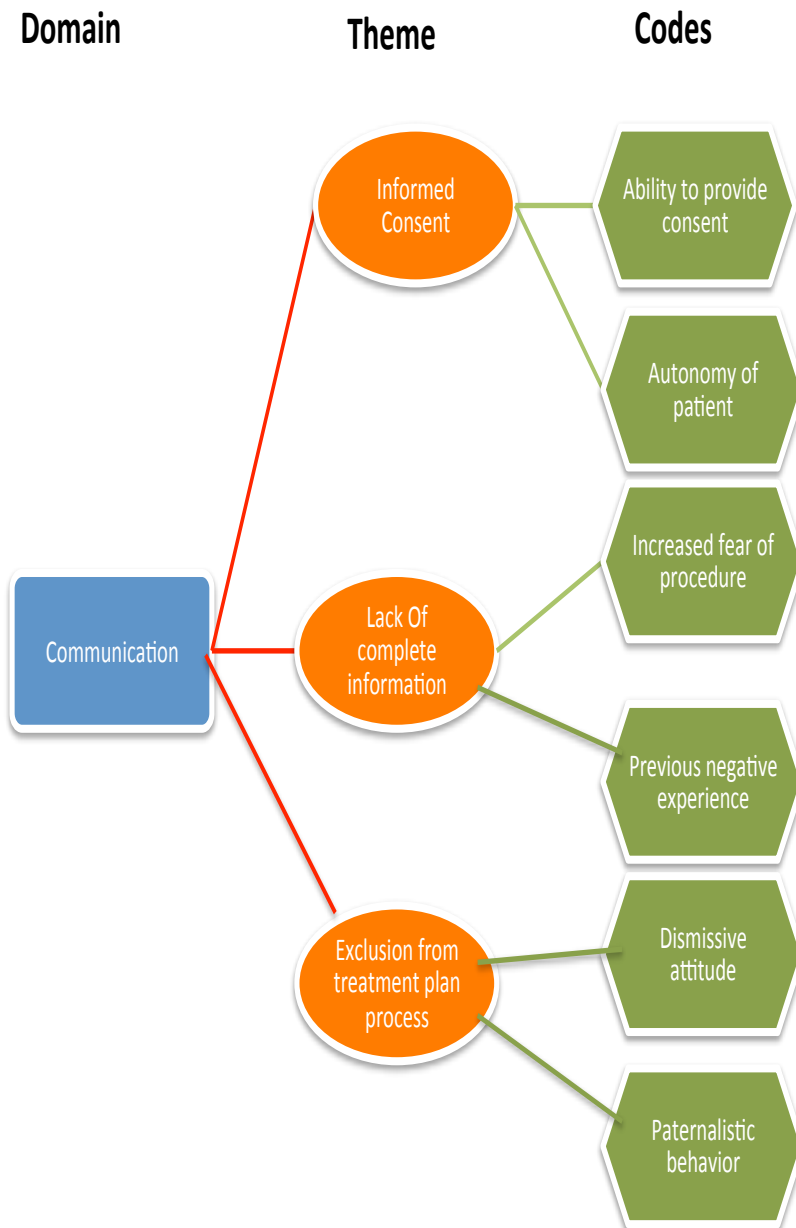 Domain
Theme
Codes
Informed
Consent
Ability to provide
consent
Autonomy of
patient
Increased fear of
procedure
Communication
Lack Of
complete
information
Previous negative
experience
Exclusion from
treatment plan
process
Dismissive
attitude
Paternalistic
behavior